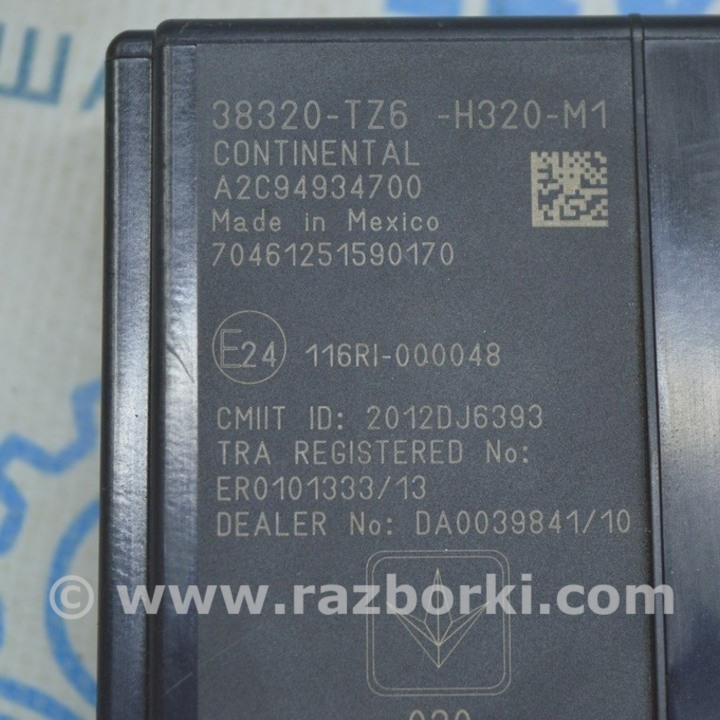 38320-TZ6 -H320-M1
CONTINENTAL
A2C94934700
Made in Mexico
70461251590170
E24 116RI-000048
CMIIT ID: 2012DJ6393
TRA REGISTERED No:
ER0101333/13
DEALER No: DA0039841/10
© www.razborki.com